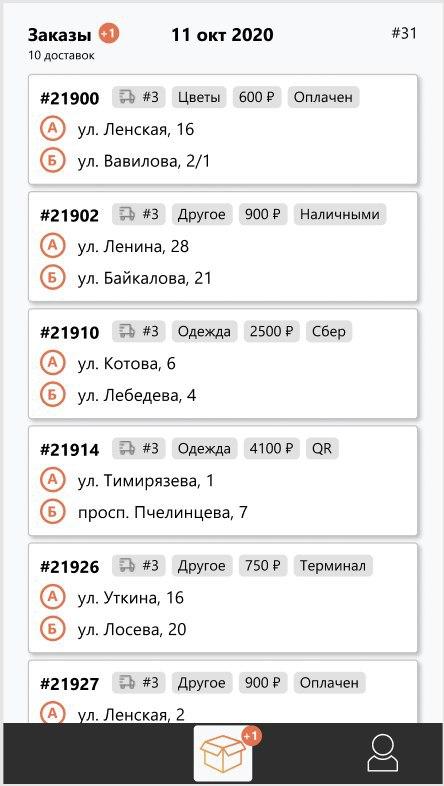 Заказы +1 11 окт 2020 #31
10 доставок
#21900 #3 Цветы 600 ₽ Оплачен
А ул. Ленская, 16
Б ул. Вавилова, 2/1
#21902 #3 Другое 900 ₽ Наличными
А ул. Ленина, 28
Б ул. Байкалова, 21
#21910 #3 Одежда 2500 ₽ Сбер
А ул. Котова, 6
Б ул. Лебедева, 4
#21914 #3 Одежда 4100 ₽ QR
А ул. Тимирязева, 1
Б просп. Пчелинцева, 7
#21926 #3 Другое 750 ₽ Терминал
А ул. Уткина, 16
Б ул. Лосева, 20
#21927 #3 Другое 900 ₽ Оплачен
А ул. Ленская, 2
+1